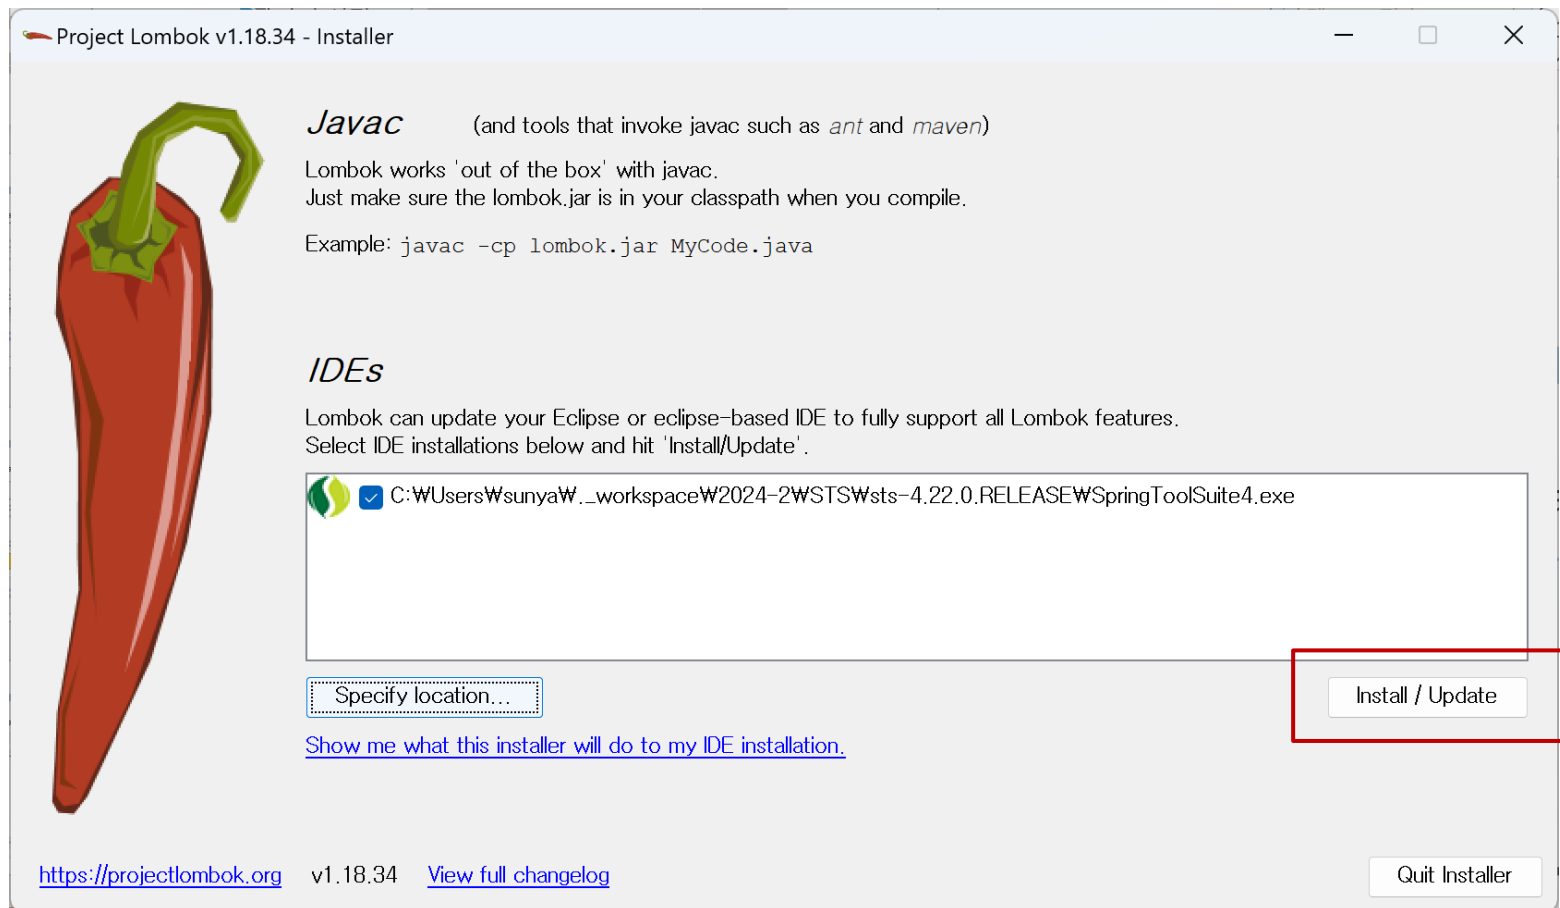 Project Lombok v1.18.34 - Installer
Javac (and tools that invoke javac such as ant and maven)
Lombok works 'out of the box' with javac.
Just make sure the lombok.jar is in your classpath when you compile.
Example: javac -cp lombok.jar MyCode.java
IDEs
Lombok can update your Eclipse or eclipse-based IDE to fully support all Lombok features.
Select IDE installations below and hit 'Install/Update'.
C:₩Users₩sunya₩._workspace₩2024-2₩STS₩sts-4.22.0.RELEASE₩SpringToolSuite4.exe
Specify location... Install / Update
Show me what this installer will do to my IDE installation.
https://projectlombok.org v1.18.34 View full changelog Quit Installer